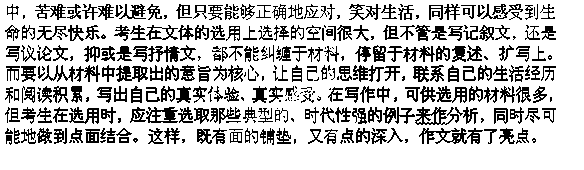 中，苦难或许难以避免，但只要能够正确地应对，笑对生活，同样可以感受到生
命的无尽快乐。考生在文体的选用上选择的空间很大，但不管是写记叙文，还是
写议论文，抑或是写抒情文，都不能纠缠于材料，停留于材料的复述、扩写上。
而要以从材料中提取出的意旨为核心，让自己的思维打开，联系自己的生活经历
和阅读积累，写出自己的真实体验、真实感受。在写作中，可供选用的材料很多，
但考生在选用时，应注重选取那些典型的、时代性强的例子来作分析，同时尽可
能地做到点面结合。这样，既有面的铺垫，又有点的深入，作文就有了亮点。